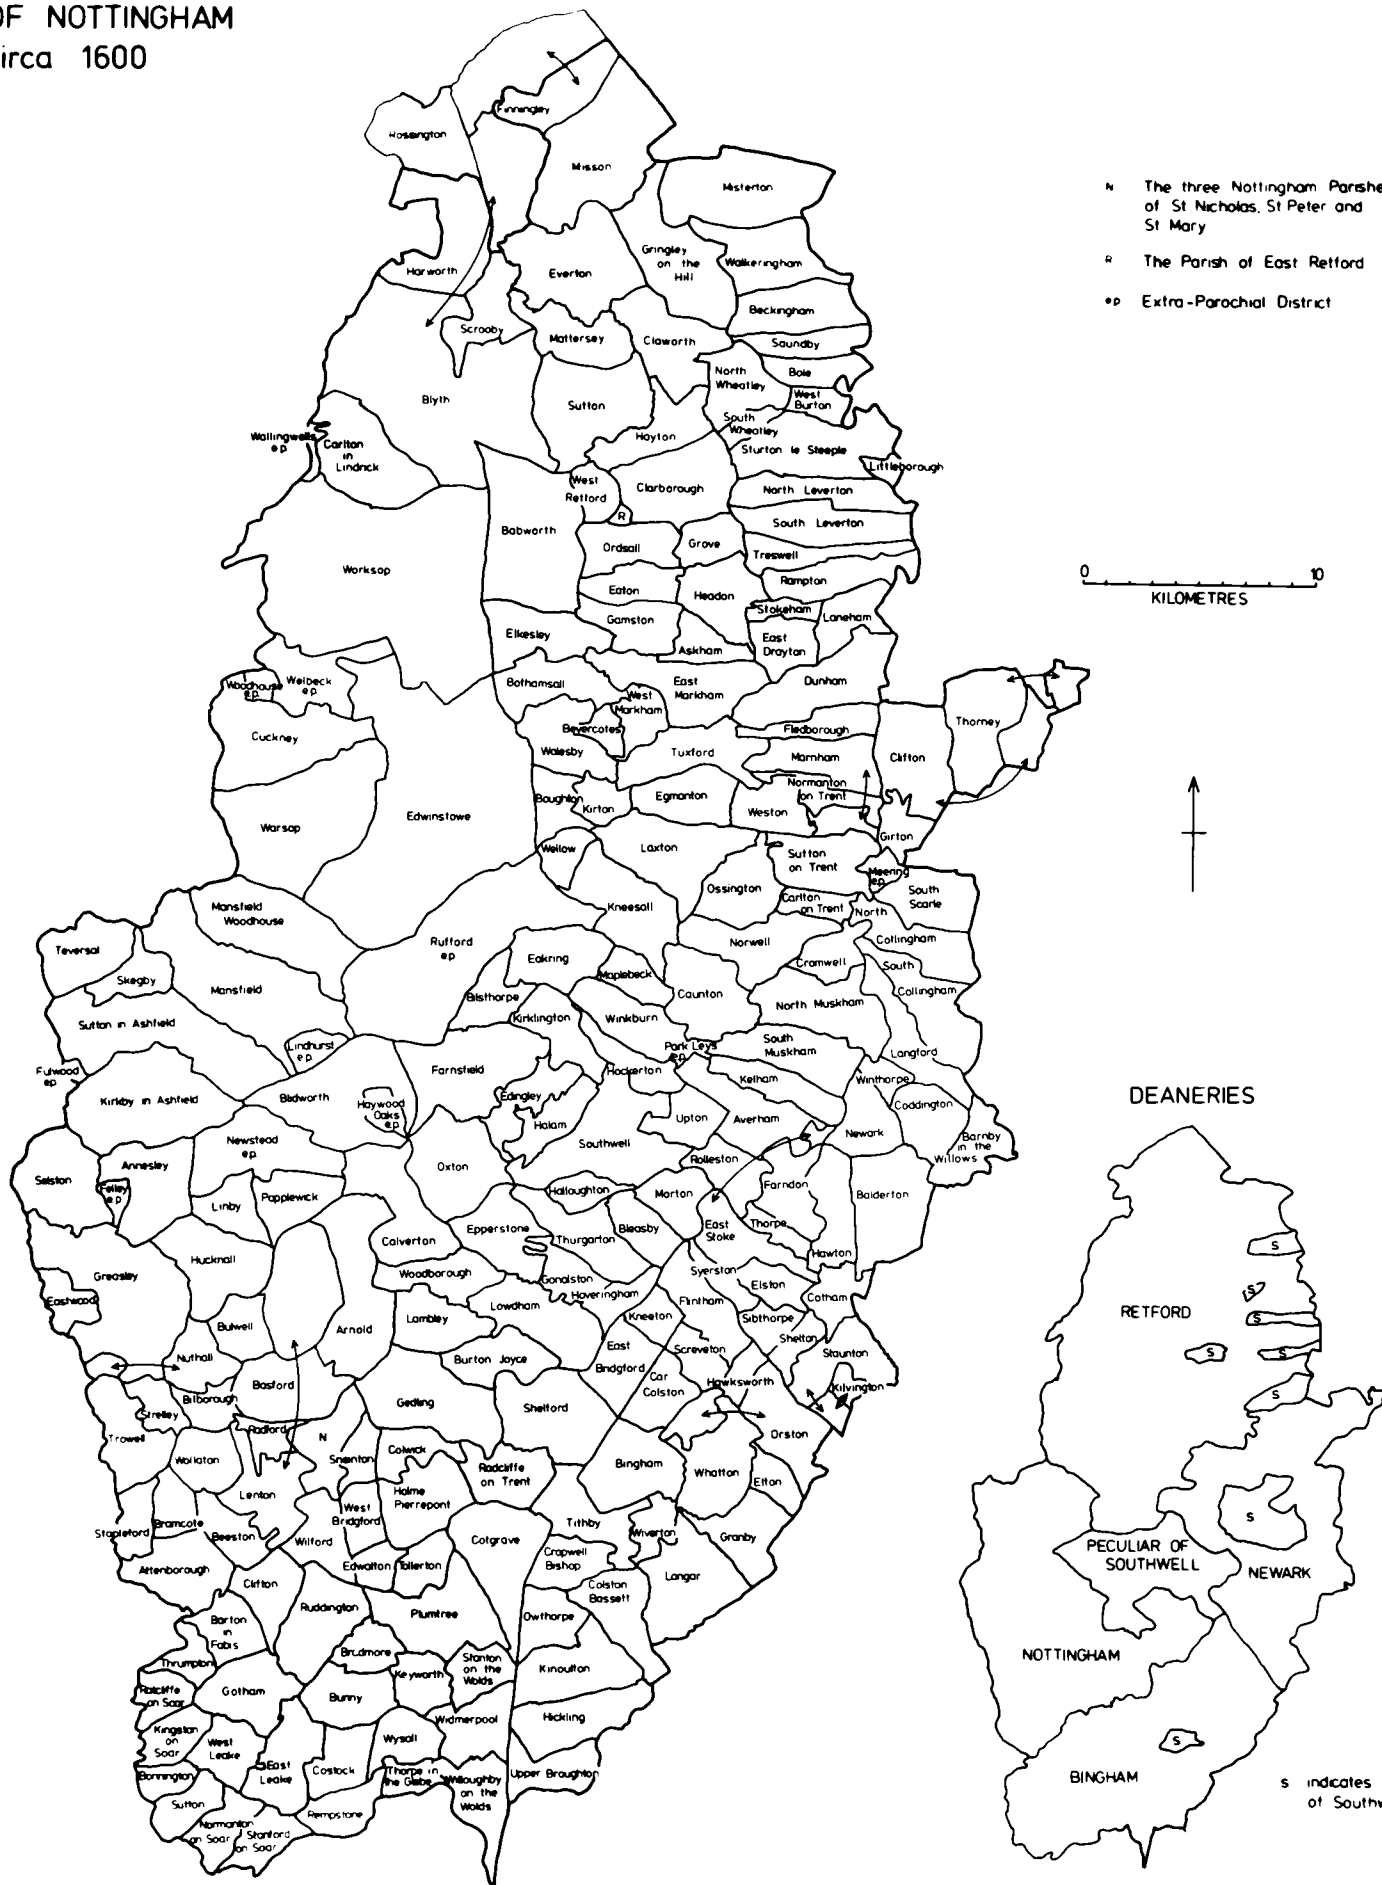 OF NOTTINGHAM
irca 1600
N The three Nottingham Parishe
of St Nicholas, St Peter and
St Mary
R The Parish of East Retford
ep Extra-Parochial District
0 10
KILOMETRES
Finningley
Rossington
Misson
Misterton
Harworth
Everton
Gringley
on the
Hill
Walkeringham
Beckingham
Scrooby
Mattersey
Claworth
Saundby
North
Wheatley
Bole
West
Burton
Blyth
Sutton
South
Wheatley
Hayton
Sturton le Steeple
Littleborough
Wallingwells
ep
Carlton
in
Lindrick
West
Retford
R
Clarborough
North Leverton
South Leverton
Babworth
Ordsall
Grove
Treswell
Worksop
Eaton
Headon
Rampton
Stokeham
Laneham
Gamston
Elkesley
Askham
East
Drayton
Woodhouse
ep
Welbeck
ep
Bothamsall
East
Markham
West
Markham
Dunham
Thorney
Cuckney
Bevercotes
Fledborough
Walesby
Tuxford
Marnham
Clifton
Normanton
on Trent
Boughton
Kirton
Egmanton
Weston
Warsop
Edwinstowe
Girton
Wellow
Laxton
Sutton
on Trent
Meering
ep
South
Scarle
Ossington
Carlton
on Trent
North
Collingham
Mansfield
Woodhouse
Kneesall
Teversal
Rufford
ep
Norwell
Cromwell
South
Collingham
Skegby
Mansfield
Eakring
Maplebeck
Caunton
North Muskham
Bilsthorpe
Kirklington
Winkburn
Sutton in Ashfield
Lindhurst
ep
Park Leys
ep
South
Muskham
Langford
Fulwood
ep
Farnsfield
Hockerton
Kelham
Winthorpe
Kirkby in Ashfield
Blidworth
Haywood
Oaks
ep
Edingley
Halam
Upton
Averham
Coddington
Newstead
ep
Southwell
Newark
Barnby
in the
Willows
Selston
Annesley
Oxton
Rolleston
Felley
ep
Linby
Papplewick
Halloughton
Morton
Farndon
Balderton
Epperstone
Thurgarton
Bleasby
East
Stoke
Thorpe
Calverton
Hawton
Hucknall
Greasley
Woodborough
Gonalston
Hoveringham
Syerston
Elston
Eastwood
Lowdham
Flintham
Cotham
Bulwell
Arnold
Lambley
Kneeton
Sibthorpe
Shelton
Nuthall
Burton Joyce
East
Bridgford
Screveton
Staunton
Basford
Car
Colston
Hawksworth
Kilvington
Bilborough
Gedling
Strelley
Shelford
Orston
Trowell
Radford
N
Sneinton
Colwick
Wollaton
Radcliffe
on Trent
Bingham
Whatton
Elton
Lenton
Holme
Pierrepont
West
Bridgford
Stapleford
Bramcote
Beeston
Wilford
Tithby
Wiverton
Granby
Cotgrave
Cropwell
Bishop
Attenborough
Edwalton
Tollerton
Langar
Clifton
Colston
Bassett
Ruddington
Plumtree
Owthorpe
Barton
in
Fabis
Bradmore
Thrumpton
Stanton
on the
Wolds
Kinoulton
Keyworth
Ratcliffe
on Soar
Gotham
Bunny
Hickling
Widmerpool
Kingston
on
Soar
West
Leake
Wysall
East
Leake
Costock
Thorpe in
the Glebe
Willoughby
on the
Wolds
Upper Broughton
Bonnington
Sutton
Rempstone
Normanton
on Soar
Stanford
on Soar
DEANERIES
S
RETFORD
S
S
S
S
S
S
PECULIAR OF
SOUTHWELL
NEWARK
NOTTINGHAM
S
BINGHAM
S indicates
of Southw